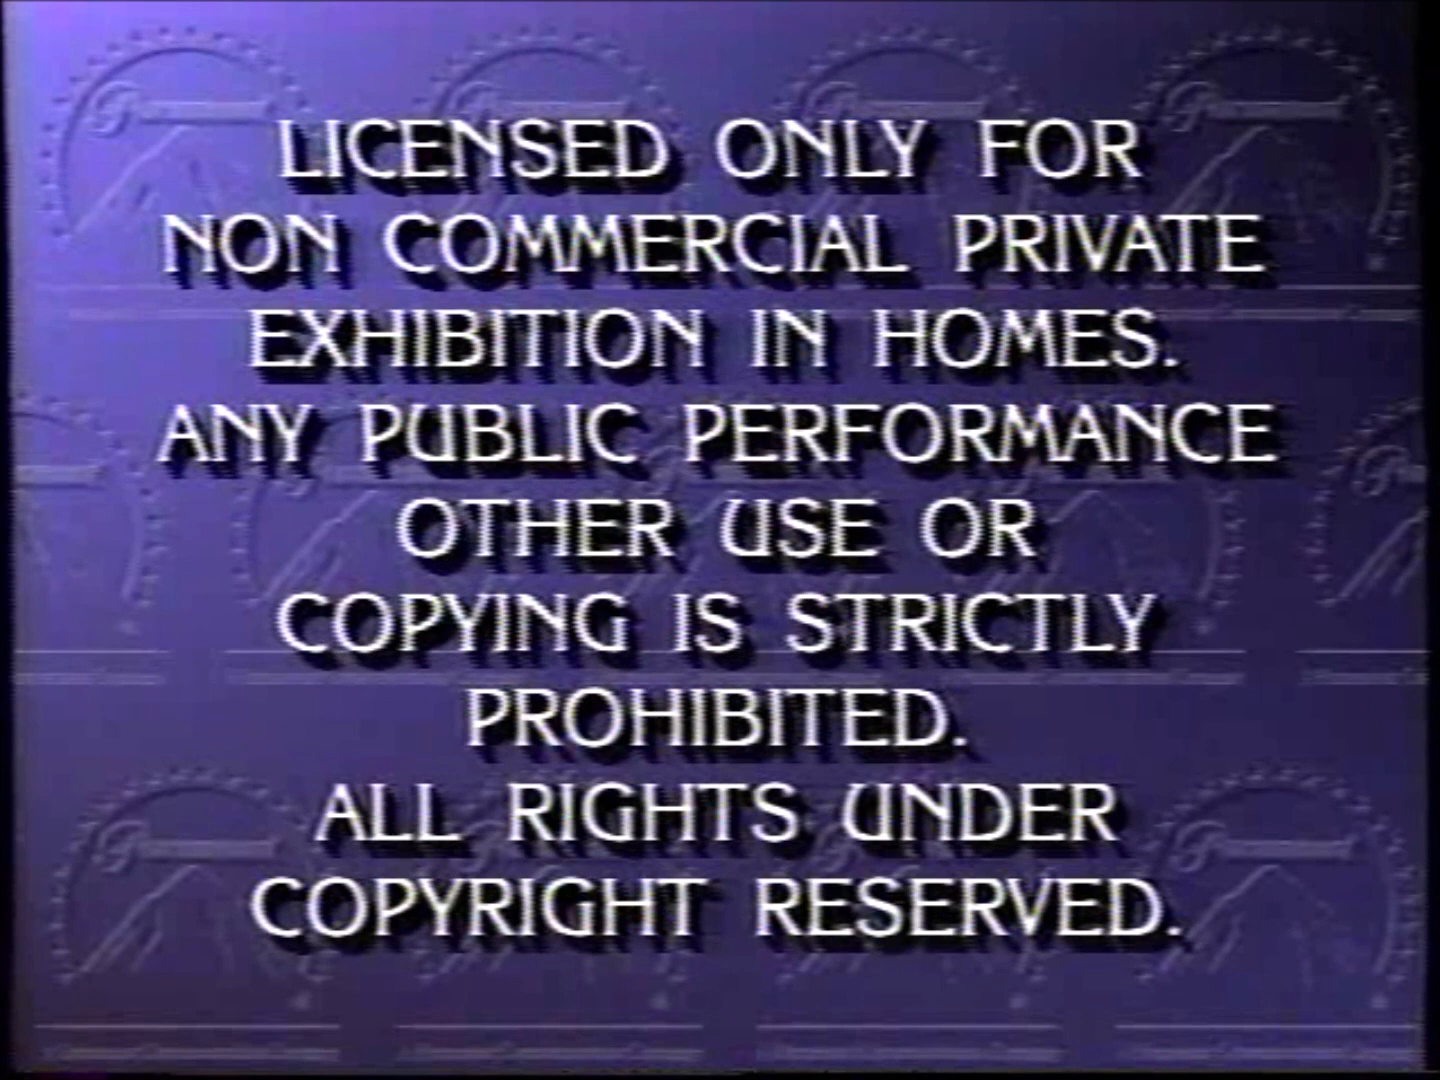 LICENSED ONLY FOR
NON COMMERCIAL PRIVATE
EXHIBITION IN HOMES.
ANY PUBLIC PERFORMANCE
OTHER USE OR
COPYING IS STRICTLY
PROHIBITED.
ALL RIGHTS UNDER
COPYRIGHT RESERVED.